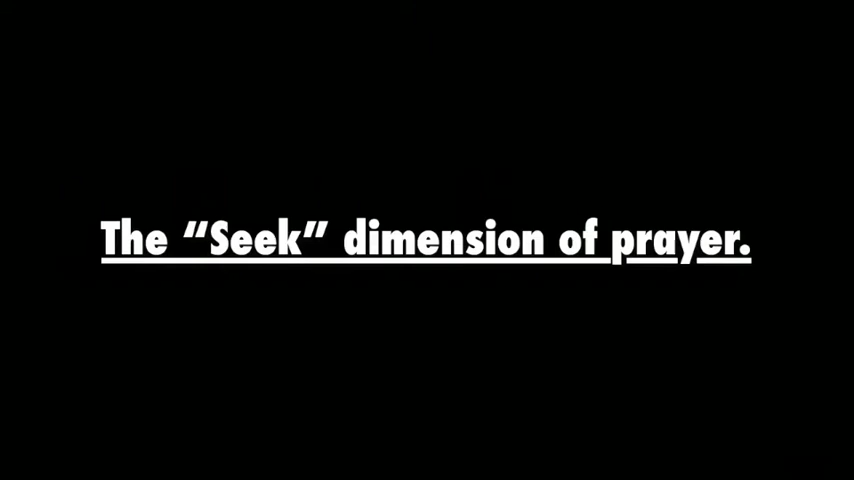 The “Seek” dimension of prayer.